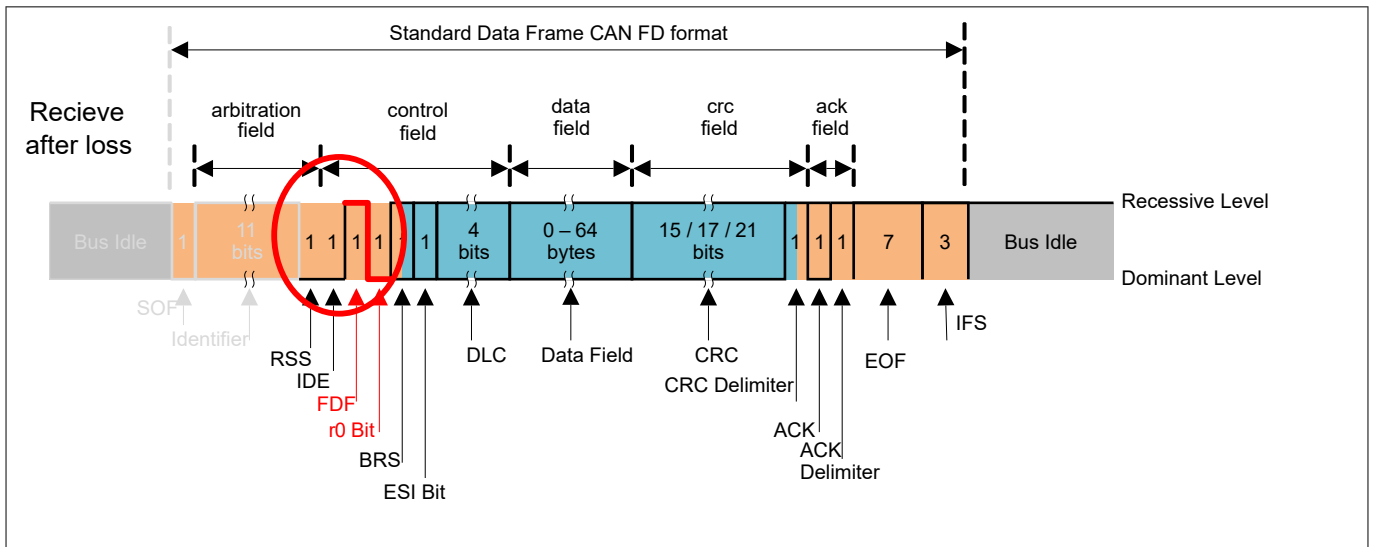 Standard Data Frame CAN FD format
Recieve
after loss
arbitration
field
control
field
data
field
crc
field
ack
field
Recessive Level
Bus Idle
1
11
bits
1
1
1
1
1
1
4
bits
0 – 64
bytes
15 / 17 / 21
bits
1
1
1
7
3
Bus Idle
Dominant Level
SOF
Identifier
RSS
IDE
FDF
r0 Bit
BRS
ESI Bit
DLC
Data Field
CRC
CRC Delimiter
ACK
ACK
Delimiter
EOF
IFS